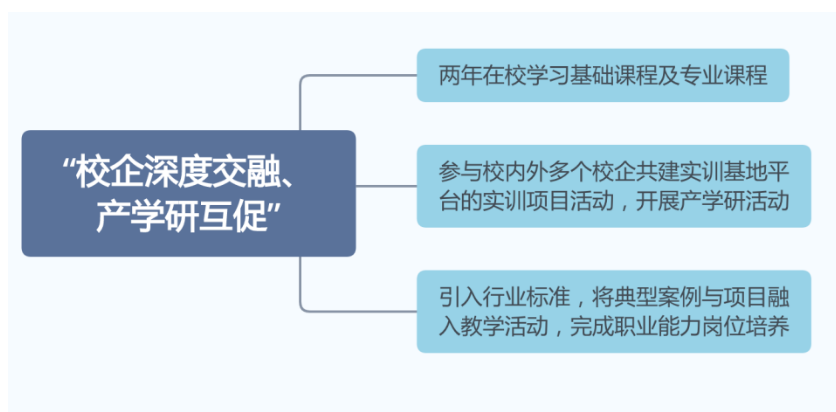 “校企深度交融、
产学研互促”
两年在校学习基础课程及专业课程
参与校内外多个校企共建实训基地平
台的实训项目活动，开展产学研活动
引入行业标准，将典型案例与项目融
入教学活动，完成职业能力岗位培养